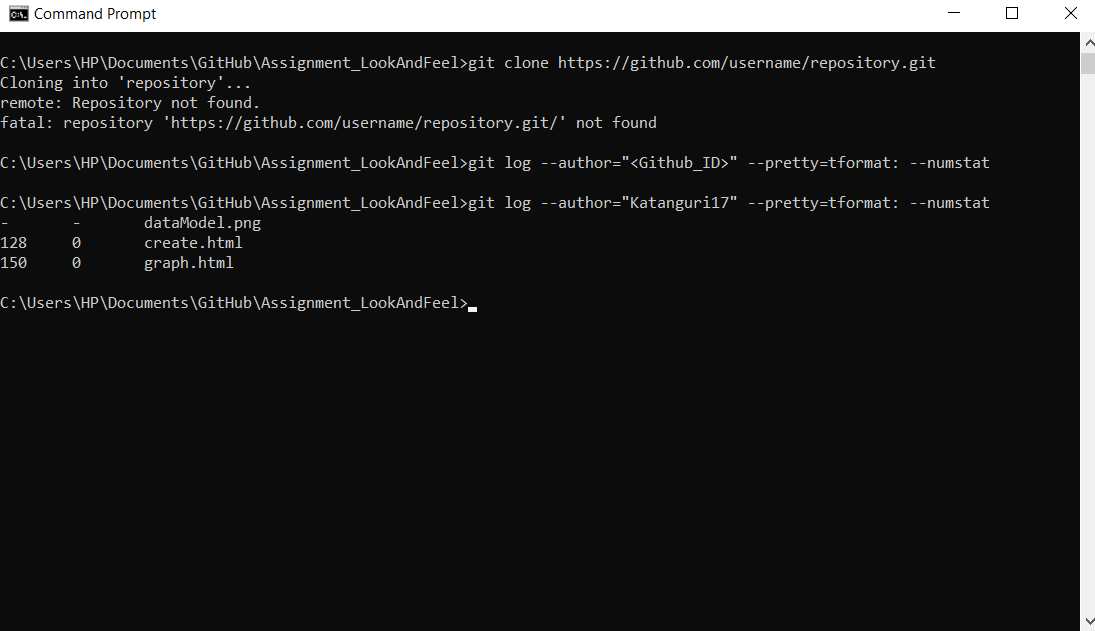 Command Prompt
C:\Users\HP\Documents\GitHub\Assignment_LookAndFeel>git clone https://github.com/username/repository.git
Cloning into 'repository'...
remote: Repository not found.
fatal: repository 'https://github.com/username/repository.git/' not found
C:\Users\HP\Documents\GitHub\Assignment_LookAndFeel>git log --author="<Github_ID>" --pretty=tformat: --numstat
C:\Users\HP\Documents\GitHub\Assignment_LookAndFeel>git log --author="Katanguri17" --pretty=tformat: --numstat
-       -       dataModel.png
128     0       create.html
150     0       graph.html
C:\Users\HP\Documents\GitHub\Assignment_LookAndFeel>